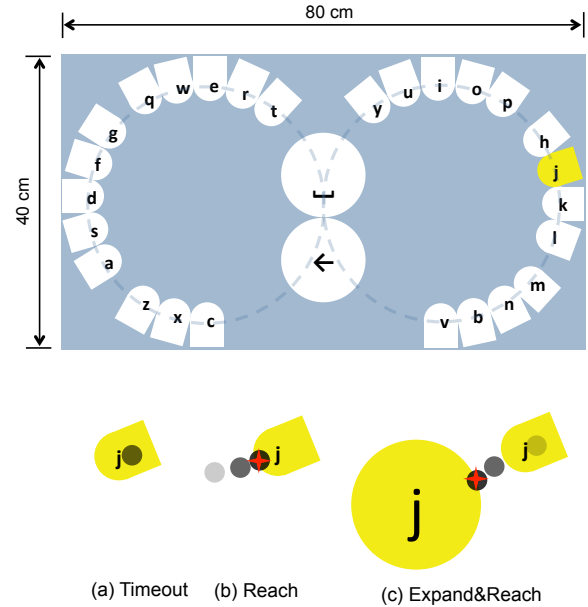 80 cm
40 cm
q w e r t y u i o p
g f d s a h j k l
z x c v b n m
j j j j
(a) Timeout (b) Reach (c) Expand&Reach